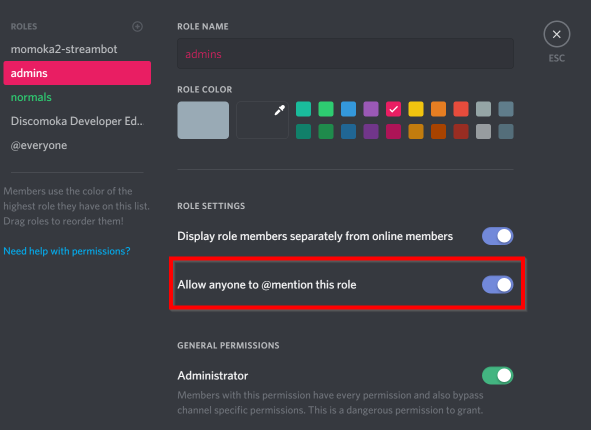 ROLES
momoka2-streambot
admins
normals
Discomoka Developer Ed..
@everyone
Members use the color of the
highest role they have on this list.
Drag roles to reorder them!
Need help with permissions?
ROLE NAME
admins
ROLE COLOR
ROLE SETTINGS
Display role members separately from online members
Allow anyone to @mention this role
GENERAL PERMISSIONS
Administrator
Members with this permission have every permission and also bypass
channel specific permissions. This is a dangerous permission to grant.
ESC